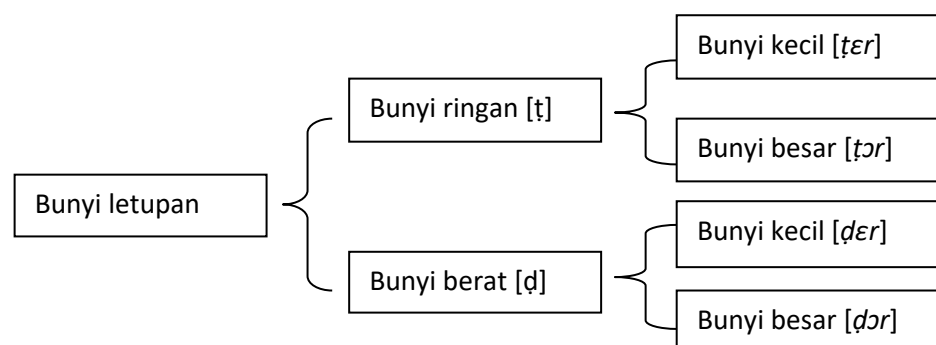 Bunyi letupan
Bunyi ringan [ṭ]
Bunyi kecil [ṭɛr]
Bunyi besar [ṭɔr]
Bunyi berat [ḍ]
Bunyi kecil [ḍɛr]
Bunyi besar [ḍɔr]